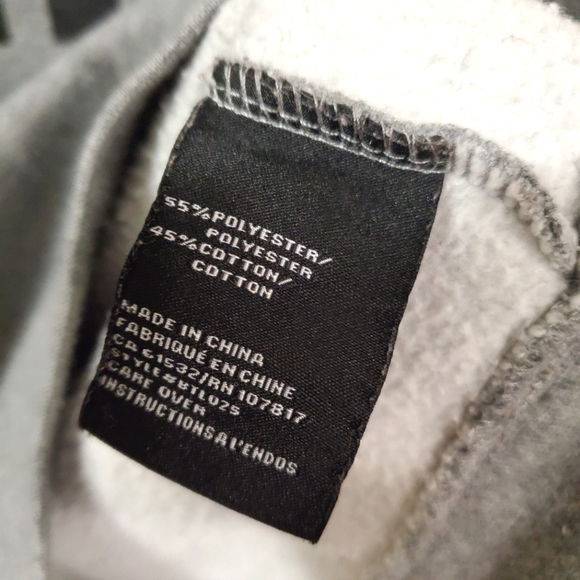 55%POLYESTER/
POLYESTER
45%COTTON/
COTTON
MADE IN CHINA
FABRIQUÉ EN CHINE
CA 61532/RN 107817
STYLE#BTL025
CARE OVER
INSTRUCTIONS À L'ENDOS